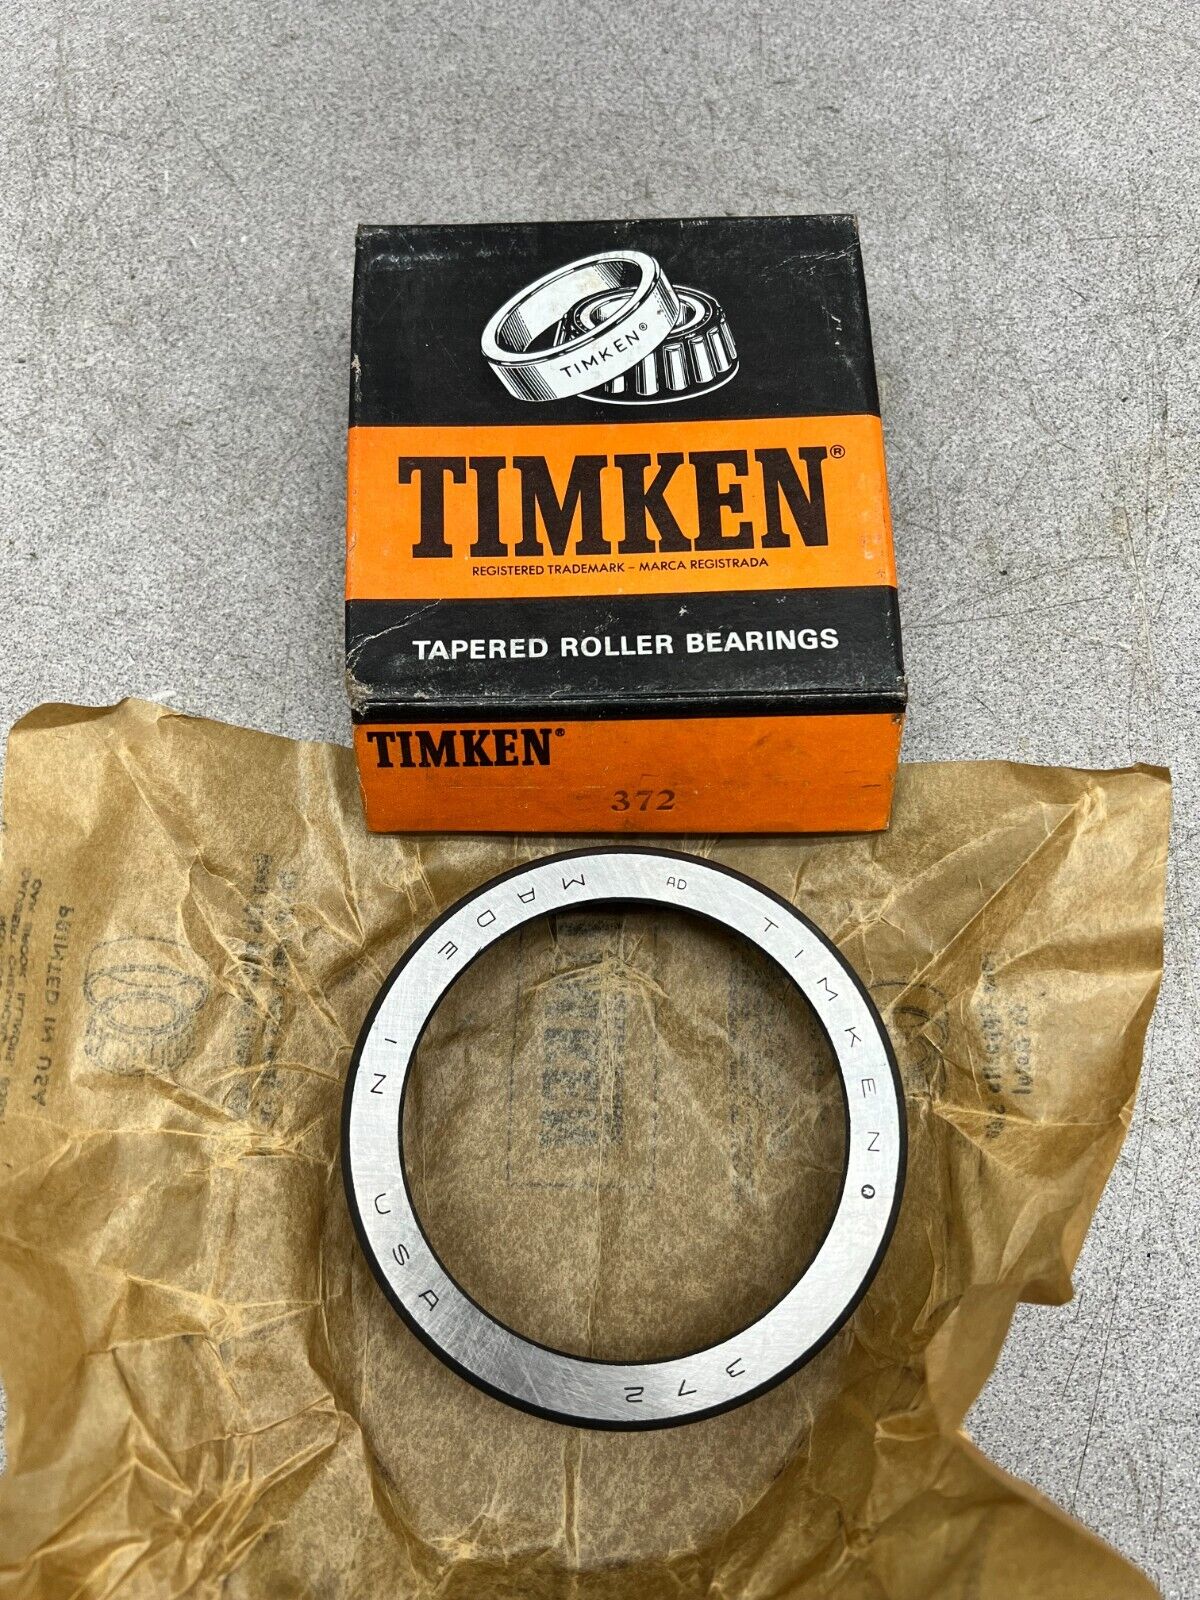 TIMKEN®
TIMKEN®
REGISTERED TRADEMARK – MARCA REGISTRADA
TAPERED ROLLER BEARINGS
TIMKEN®
372
AD
TIMKEN®
372
MADE IN USA
PRINTED IN USA